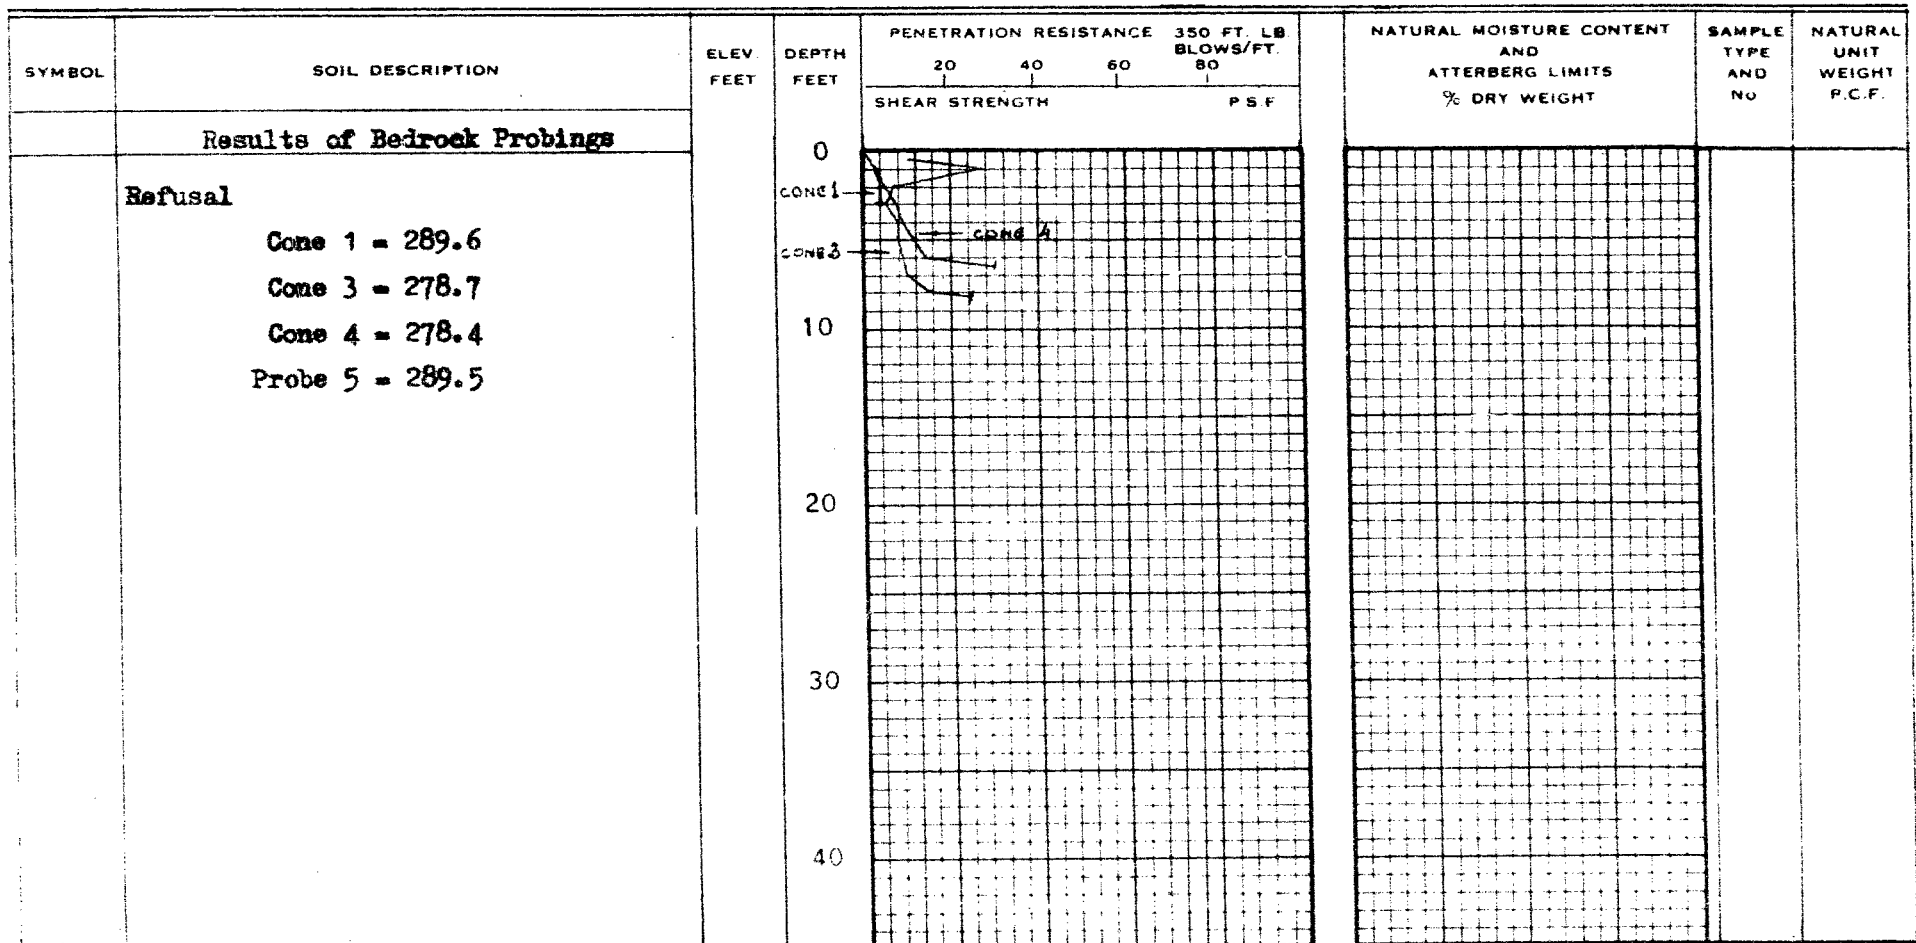 SYMBOL
SOIL DESCRIPTION
ELEV.
FEET
DEPTH
FEET
PENETRATION RESISTANCE 350 FT. LB.
BLOWS/FT.
20 40 60 80
SHEAR STRENGTH P.S.F
NATURAL MOISTURE CONTENT
AND
ATTERBERG LIMITS
% DRY WEIGHT
SAMPLE
TYPE
AND
No
NATURAL
UNIT
WEIGHT
P.C.F.
Results of Bedrock Probings
Refusal
Cone 1 = 289.6
Cone 3 = 278.7
Cone 4 = 278.4
Probe 5 = 289.5
0
CONE 1
CONE 4
CONE 3
10
20
30
40